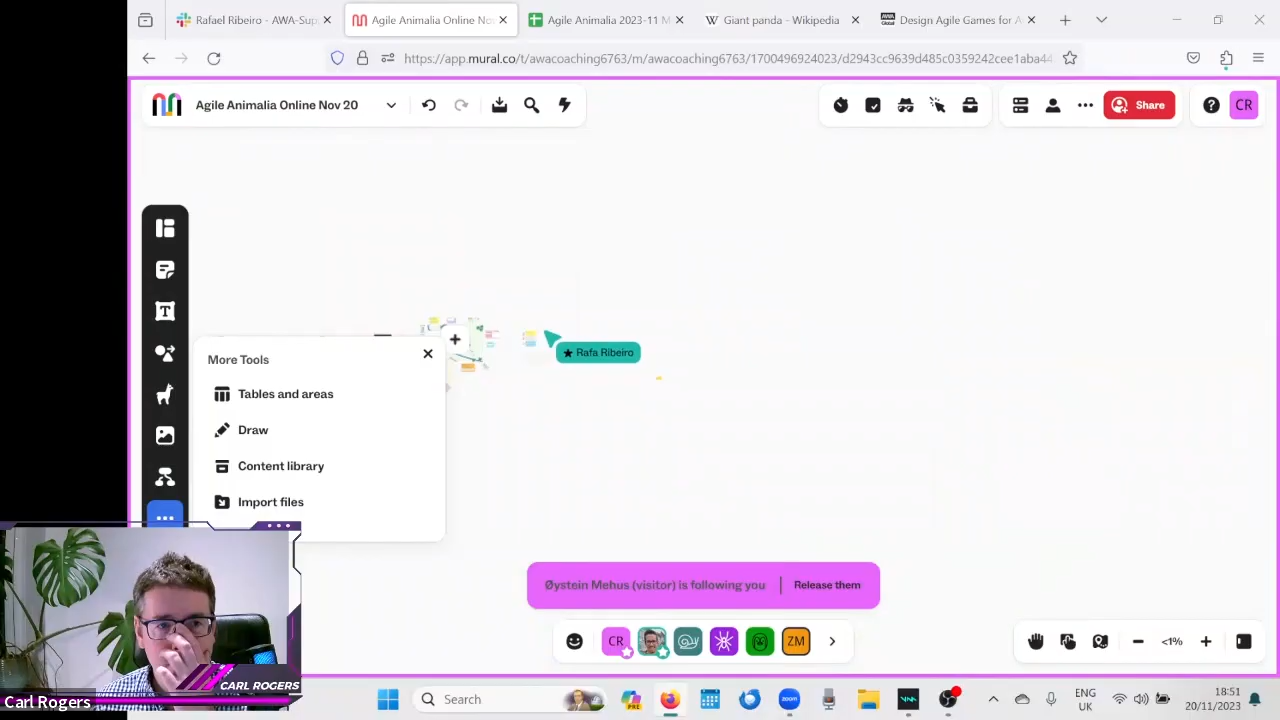 Rafael Ribeiro - AWA-Sup
Agile Animalia Online No
Agile Animalia 2023-11 M
Giant panda - Wikipedia
Design Agile Games for A
https://app.mural.co/t/awacoaching6763/m/awacoaching6763/1700496924023/d2943cc9639d485c0359242cee1aba44
Agile Animalia Online Nov 20
Share
CR
Rafa Ribeiro
More Tools
Tables and areas
Draw
Content library
Import files
Øystein Mehus (visitor) is following you
Release them
CR
ZM
<1%
CARL ROGERS
Carl Rogers
Search
PRE
zoom
ENG
UK
18:51
20/11/2023